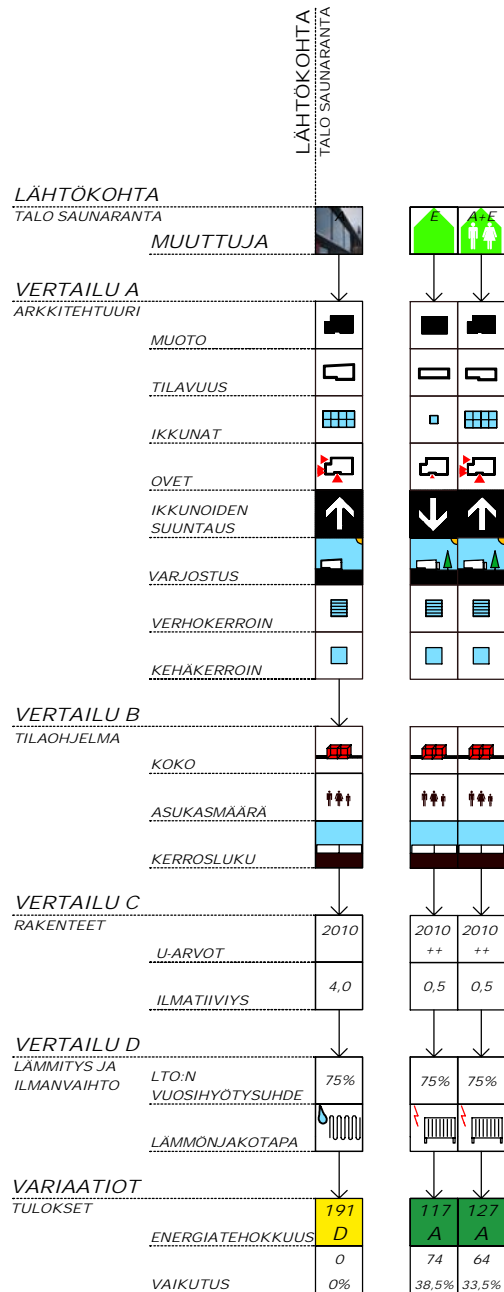 LÄHTÖKOHTA
TALO SAUNARANTA
LÄHTÖKOHTA
TALO SAUNARANTA
MUUTTUJA
A
E
A+E
VERTAILU A
ARKKITEHTUURI
MUOTO
TILAVUUS
IKKUNAT
OVET
IKKUNOIDEN
SUUNTAUS
VARJOSTUS
VERHOKERROIN
KEHÄKERROIN
VERTAILU B
TILAOHJELMA
KOKO
ASUKASMÄÄRÄ
KERROSLUKU
VERTAILU C
RAKENTEET
U-ARVOT
2010
2010
++
2010
++
ILMATIIVIYS
4,0
0,5
0,5
VERTAILU D
LÄMMITYS JA
ILMANVAIHTO
LTO:N
VUOSIHYÖTYSUHDE
75%
75%
75%
LÄMMÖNJAKOTAPA
VARIAATIOT
TULOKSET
ENERGIATEHOKKUUS
191
D
117
A
127
A
VAIKUTUS
0
0%
74
38,5%
64
33,5%